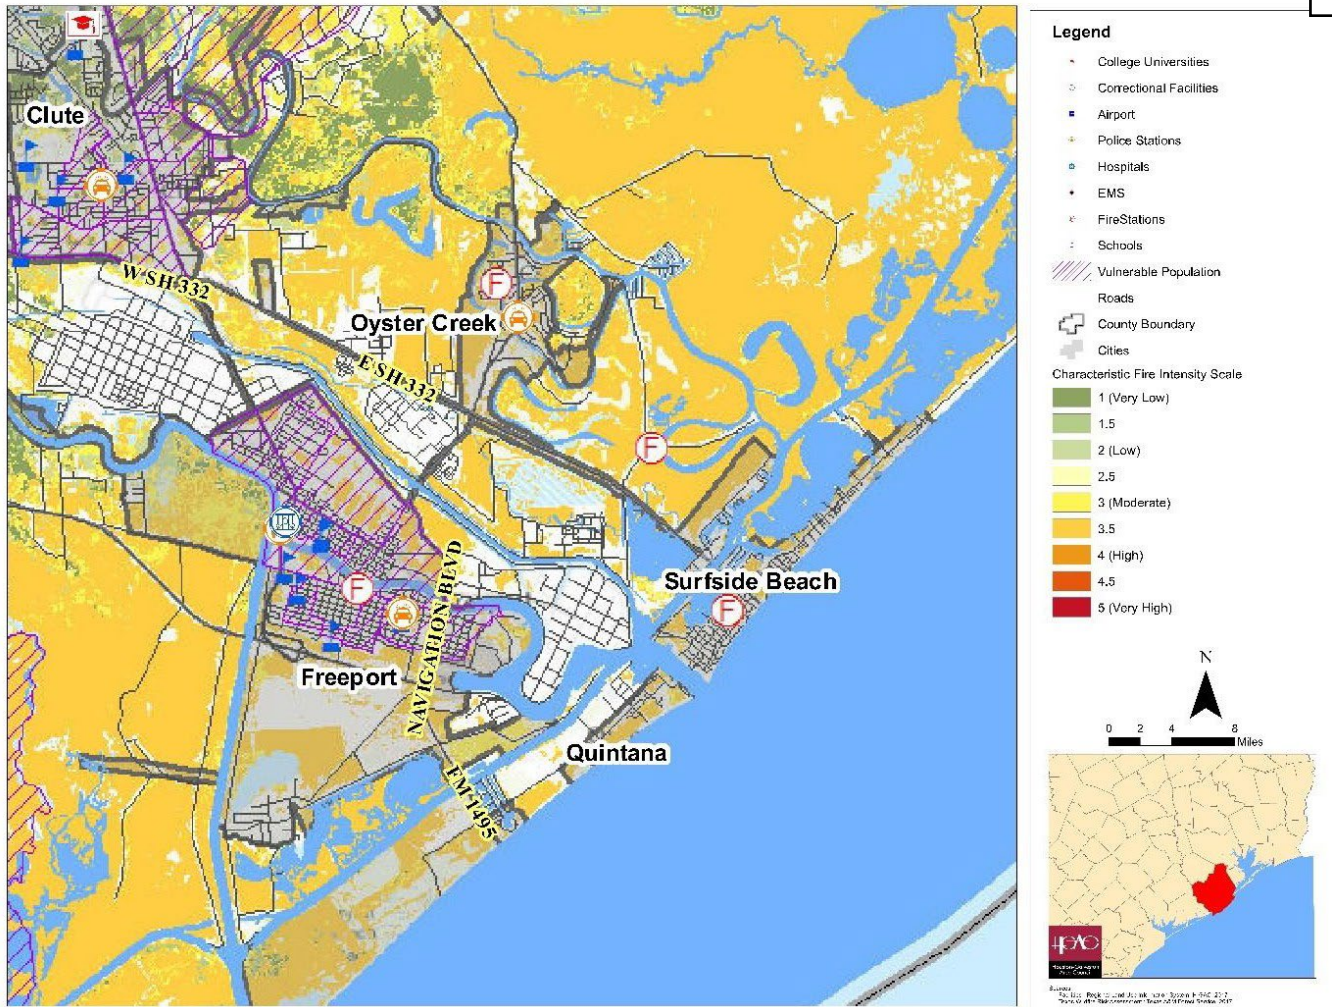 Clute
W SH 332
Oyster Creek
E SH 332
F
F
Surfside Beach
F
F
NAVIGATION BLVD
Freeport
Quintana
FM 1495
Legend
College Universities
Correctional Facilities
Airport
Police Stations
Hospitals
EMS
FireStations
Schools
Vulnerable Population
Roads
County Boundary
Cities
Characteristic Fire Intensity Scale
1 (Very Low)
1.5
2 (Low)
2.5
3 (Moderate)
3.5
4 (High)
4.5
5 (Very High)
N
0 2 4 8
Miles